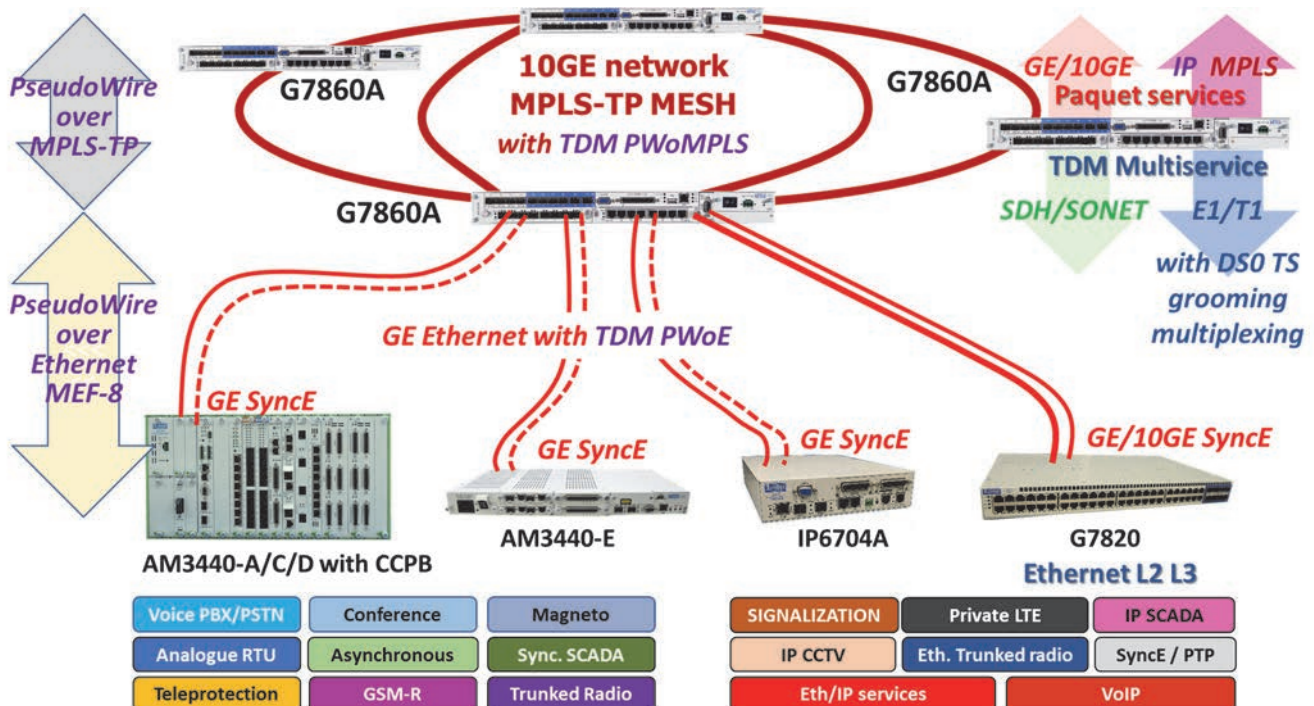 G7860A
10GE network
MPLS-TP MESH
with TDM PWoMPLS
G7860A
GE/10GE
IP MPLS
Paquet services
TDM Multiservice
SDH/SONET
E1/T1
with DS0 TS
grooming
multiplexing
PseudoWire
over
MPLS-TP
G7860A
PseudoWire
over
Ethernet
MEF-8
GE Ethernet with TDM PWoE
GE SyncE
GE SyncE
GE SyncE
GE/10GE SyncE
AM3440-A/C/D with CCPB
AM3440-E
IP6704A
G7820
Ethernet L2 L3
Voice PBX/PSTN
Conference
Magneto
Analogue RTU
Asynchronous
Sync. SCADA
Teleprotection
GSM-R
Trunked Radio
SIGNALIZATION
Private LTE
IP SCADA
IP CCTV
Eth. Trunked radio
SyncE / PTP
Eth/IP services
VoIP